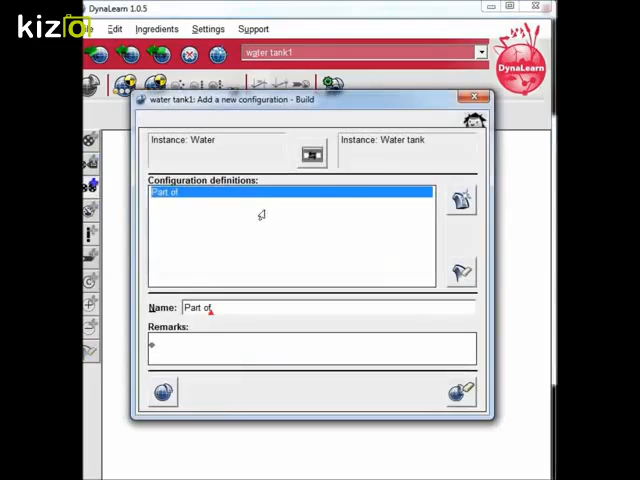 DynaLearn 1.0.5
kizoa
Edit Ingredients Settings Support
water tank1
DynaLearn
water tank1: Add a new configuration - Build
Instance: Water
Instance: Water tank
Configuration definitions:
Part of
Name: Part of
Remarks: